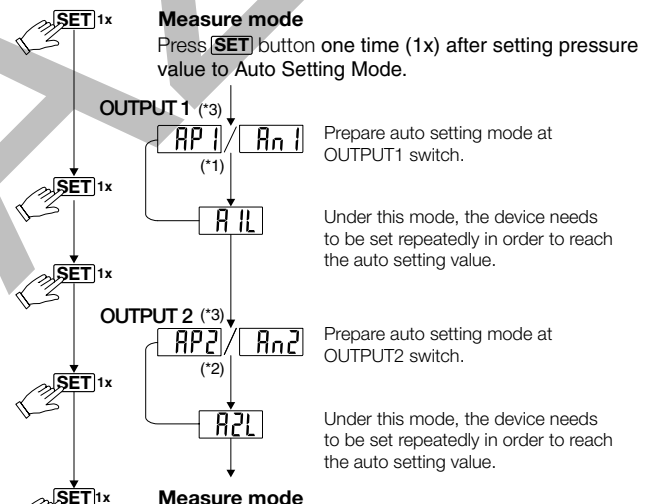 SET 1x
Measure mode
Press SET button one time (1x) after setting pressure
value to Auto Setting Mode.
OUTPUT 1 (*3)
AP1 / An1
(*1)
Prepare auto setting mode at
OUTPUT1 switch.
SET 1x
A1L
Under this mode, the device needs
to be set repeatedly in order to reach
the auto setting value.
SET 1x
OUTPUT 2 (*3)
AP2 / An2
(*2)
Prepare auto setting mode at
OUTPUT2 switch.
SET 1x
A2L
Under this mode, the device needs
to be set repeatedly in order to reach
the auto setting value.
SET 1x
Measure mode